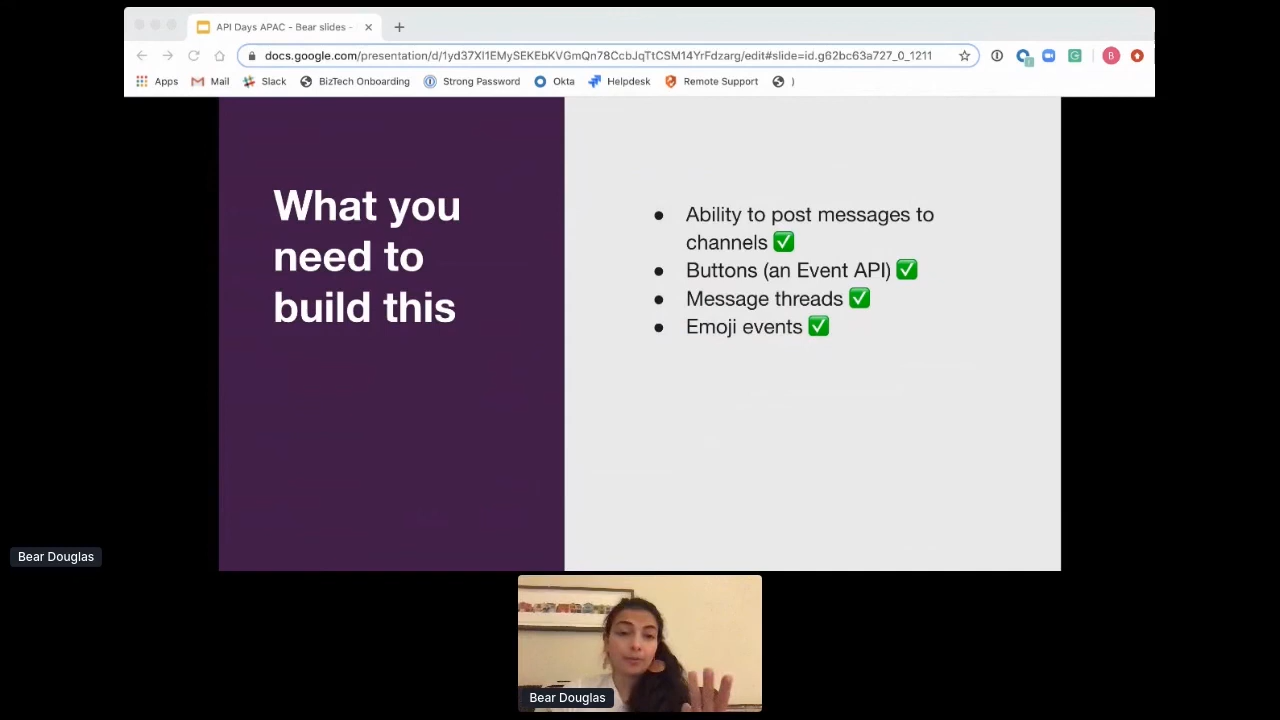 API Days APAC - Bear slides -
docs.google.com/presentation/d/1yd37Xl1EMySEKEbKVGmQn78CcbJqTtCSM14YrFdzarg/edit#slide=id.g62bc63a727_0_1211
Apps Mail Slack BizTech Onboarding Strong Password Okta Helpdesk Remote Support )
What you
need to
build this
● Ability to post messages to
channels ✅
● Buttons (an Event API) ✅
● Message threads ✅
● Emoji events ✅
Bear Douglas
Bear Douglas